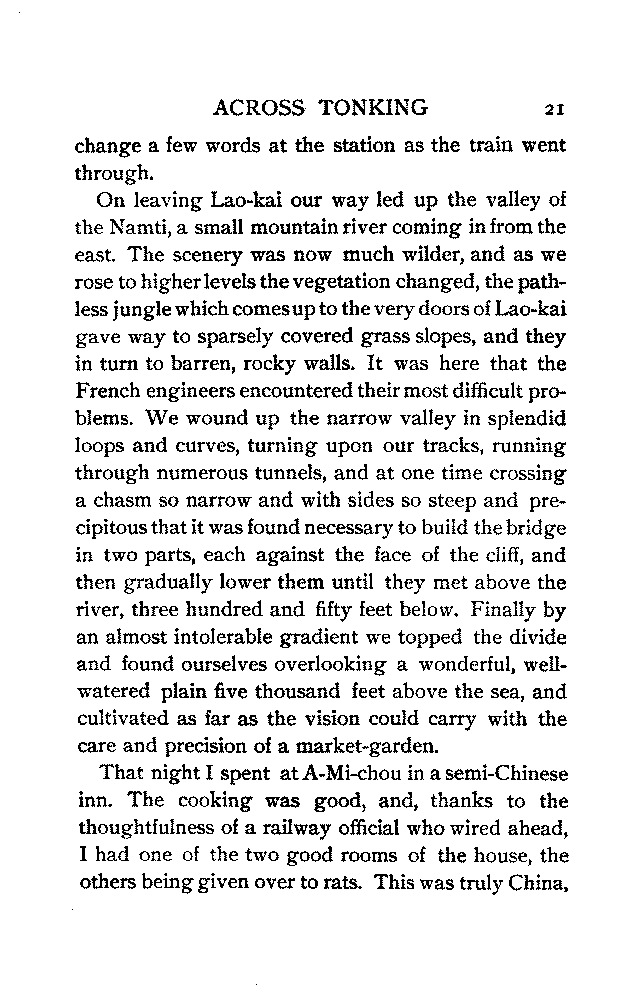 ACROSS TONKING 21
change a few words at the station as the train went
through.
On leaving Lao-kai our way led up the valley of
the Namti, a small mountain river coming in from the
east. The scenery was now much wilder, and as we
rose to higher levels the vegetation changed, the path-
less jungle which comes up to the very doors of Lao-kai
gave way to sparsely covered grass slopes, and they
in turn to barren, rocky walls. It was here that the
French engineers encountered their most difficult pro-
blems. We wound up the narrow valley in splendid
loops and curves, turning upon our tracks, running
through numerous tunnels, and at one time crossing
a chasm so narrow and with sides so steep and pre-
cipitous that it was found necessary to build the bridge
in two parts, each against the face of the cliff, and
then gradually lower them until they met above the
river, three hundred and fifty feet below. Finally by
an almost intolerable gradient we topped the divide
and found ourselves overlooking a wonderful, well-
watered plain five thousand feet above the sea, and
cultivated as far as the vision could carry with the
care and precision of a market-garden.
That night I spent at A-Mi-chou in a semi-Chinese
inn. The cooking was good, and, thanks to the
thoughtfulness of a railway official who wired ahead,
I had one of the two good rooms of the house, the
others being given over to rats. This was truly China,